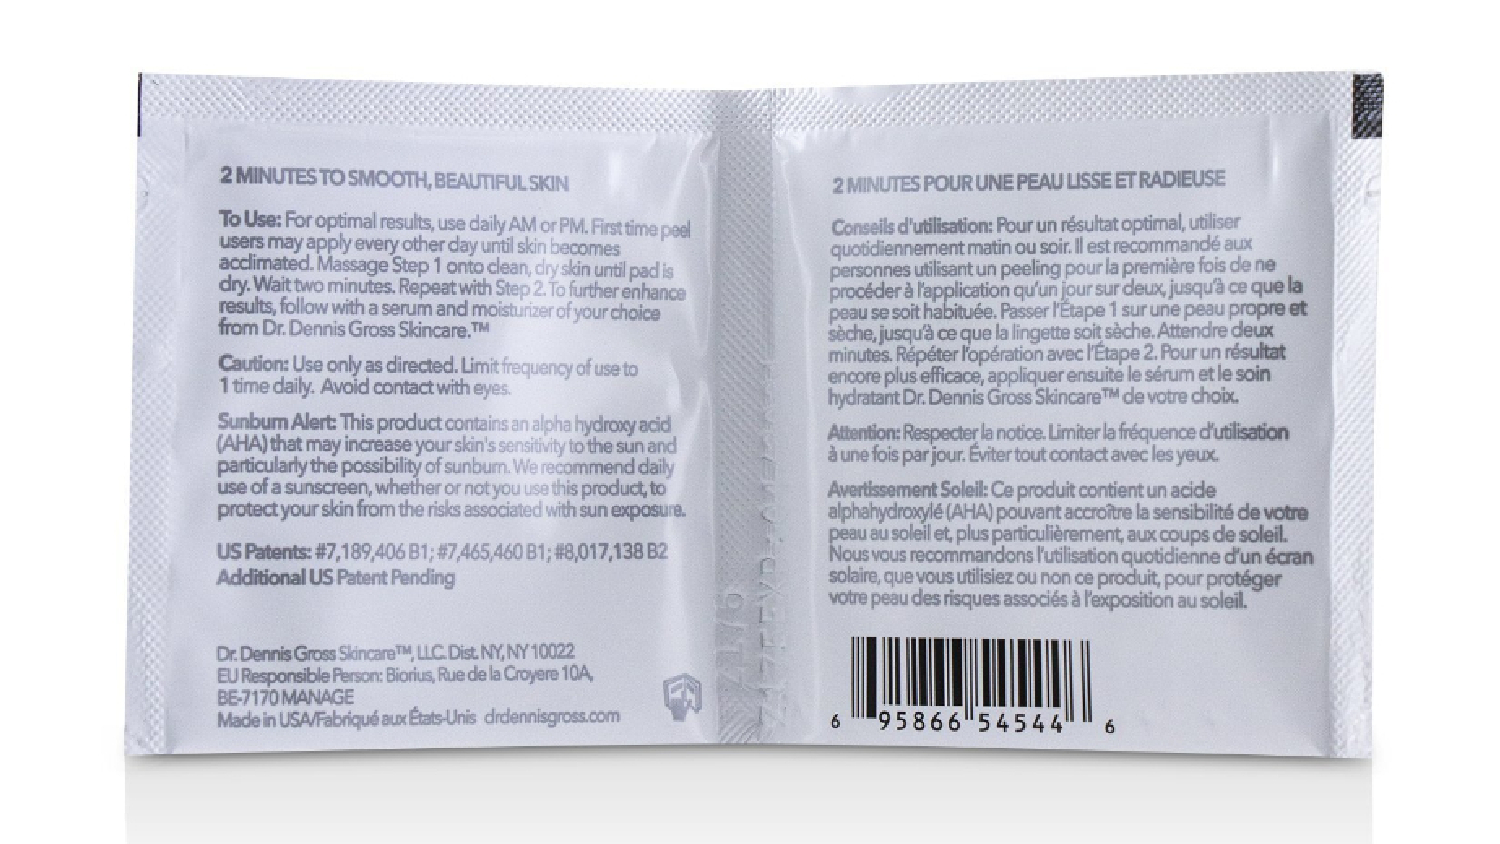 2 MINUTES TO SMOOTH, BEAUTIFUL SKIN
To Use: For optimal results, use daily AM or PM. First time peel
users may apply every other day until skin becomes
acclimated. Massage Step 1 onto clean, dry skin until pad is
dry. Wait two minutes. Repeat with Step 2. To further enhance
results, follow with a serum and moisturizer of your choice
from Dr. Dennis Gross Skincare.™
Caution: Use only as directed. Limit frequency of use to
1 time daily. Avoid contact with eyes.
Sunburn Alert: This product contains an alpha hydroxy acid
(AHA) that may increase your skin's sensitivity to the sun and
particularly the possibility of sunburn. We recommend daily
use of a sunscreen, whether or not you use this product, to
protect your skin from the risks associated with sun exposure.
US Patents: #7,189,406 B1; #7,465,460 B1; #8,017,138 B2
Additional US Patent Pending
Dr. Dennis Gross Skincare™, LLC. Dist. NY, NY 10022
EU Responsible Person: Biorius, Rue de la Croyere 10A,
BE-7170 MANAGE
Made in USA/Fabriqué aux États-Unis drdennisgross.com
2 MINUTES POUR UNE PEAU LISSE ET RADIEUSE
Conseils d'utilisation: Pour un résultat optimal, utiliser
quotidiennement matin ou soir. Il est recommandé aux
personnes utilisant un peeling pour la première fois de ne
procéder à l'application qu'un jour sur deux, jusqu'à ce que la
peau se soit habituée. Passer l'Étape 1 sur une peau propre et
sèche, jusqu'à ce que la lingette soit sèche. Attendre deux
minutes. Répéter l'opération avec l'Étape 2. Pour un résultat
encore plus efficace, appliquer ensuite le sérum et le soin
hydratant Dr. Dennis Gross Skincare™ de votre choix.
Attention: Respecter la notice. Limiter la fréquence d'utilisation
à une fois par jour. Éviter tout contact avec les yeux.
Avertissement Soleil: Ce produit contient un acide
alphahydroxylé (AHA) pouvant accroître la sensibilité de votre
peau au soleil et, plus particulièrement, aux coups de soleil.
Nous vous recommandons l'utilisation quotidienne d'un écran
solaire, que vous utilisiez ou non ce produit, pour protéger
votre peau des risques associés à l'exposition au soleil.
6 95866 54544 6